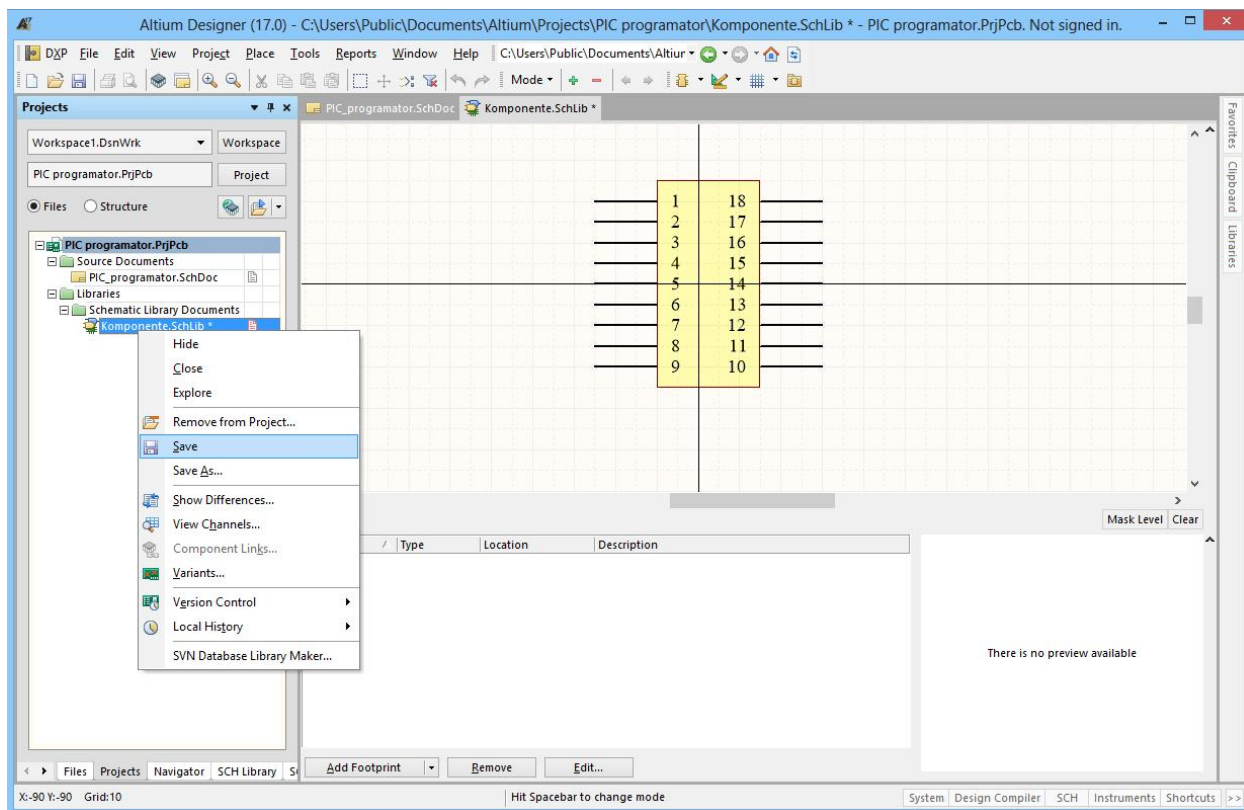 Altium Designer (17.0) - C:\Users\Public\Documents\Altium\Projects\PIC programator\Komponente.SchLib * - PIC programator.PrjPcb. Not signed in.
DXP File Edit View Project Place Tools Reports Window Help C:\Users\Public\Documents\Altiur
Mode
Projects
PIC_programator.SchDoc Komponente.SchLib *
Workspace1.DsnWrk Workspace
PIC programator.PrjPcb Project
Files Structure
PIC programator.PrjPcb
Source Documents
PIC_programator.SchDoc
Libraries
Schematic Library Documents
Komponente.SchLib *
Hide
Close
Explore
Remove from Project...
Save
Save As...
Show Differences...
View Channels...
Component Links...
Variants...
Version Control
Local History
SVN Database Library Maker...
1 18
2 17
3 16
4 15
5 14
6 13
7 12
8 11
9 10
Mask Level Clear
/ Type Location Description
There is no preview available
Add Footprint Remove Edit...
Files Projects Navigator SCH Library
X:-90 Y:-90 Grid:10 Hit Spacebar to change mode System Design Compiler SCH Instruments Shortcuts >>
Favorites
Clipboard
Libraries